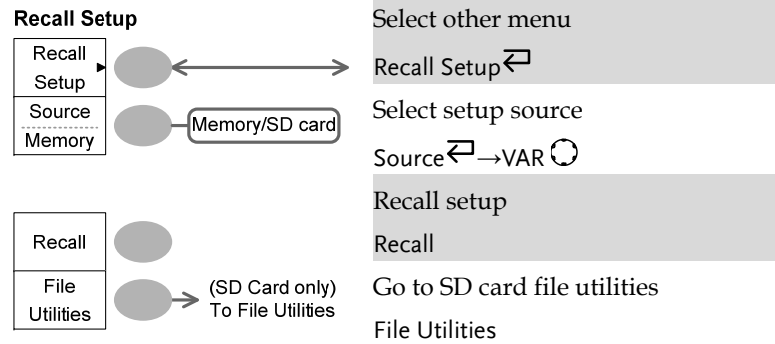 Recall Setup
Recall
Setup
Source
Memory
Memory/SD card
Recall
File
Utilities
(SD Card only)
To File Utilities
Select other menu
Recall Setup
Select setup source
Source → VAR
Recall setup
Recall
Go to SD card file utilities
File Utilities